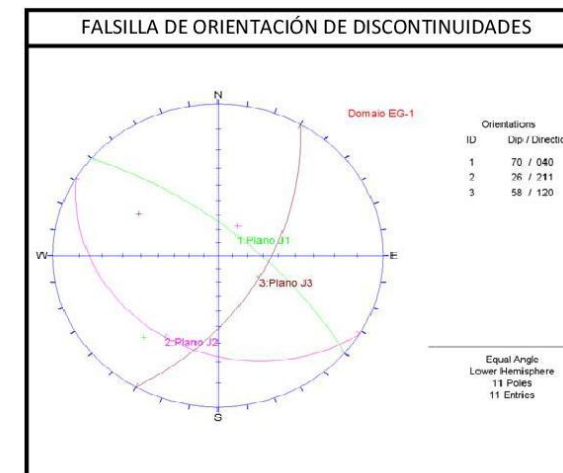 FALSILLA DE ORIENTACIÓN DE DISCONTINUIDADES
N
Domaio EG-1
Orientations
ID Dip / Directio
1 70 / 040
2 26 / 211
3 58 / 120
1:Plano J1
W
E
3:Plano J3
2:Plano J2
S
Equal Angle
Lower Hemisphere
11 Poles
11 Entries